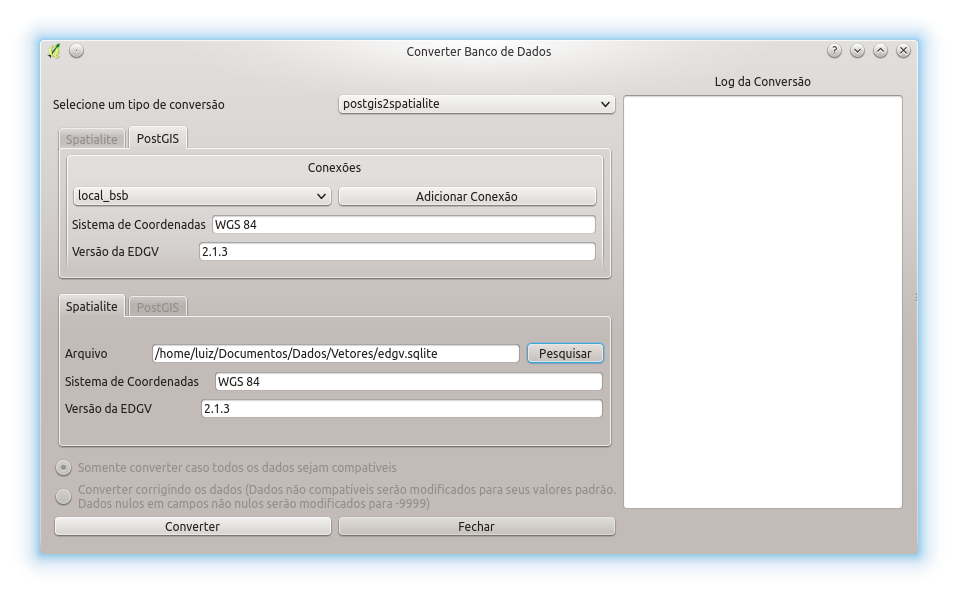 Converter Banco de Dados
?
Selecione um tipo de conversão
postgis2spatialite
Log da Conversão
Spatialite
PostGIS
Conexões
local_bsb
Adicionar Conexão
Sistema de Coordenadas
WGS 84
Versão da EDGV
2.1.3
Spatialite
PostGIS
Arquivo
/home/luiz/Documentos/Dados/Vetores/edgv.sqlite
Pesquisar
Sistema de Coordenadas
WGS 84
Versão da EDGV
2.1.3
Somente converter caso todos os dados sejam compatíveis
Converter corrigindo os dados (Dados não compatíveis serão modificados para seus valores padrão.
Dados nulos em campos não nulos serão modificados para -9999)
Converter
Fechar